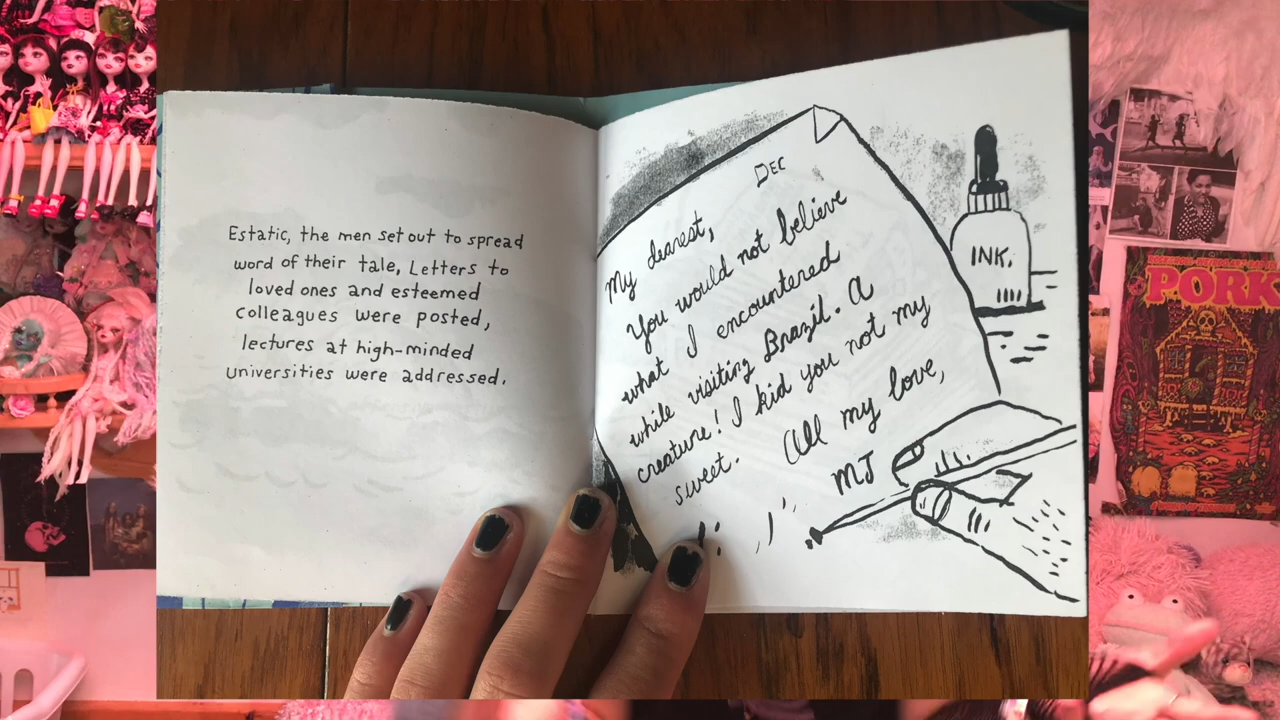 Estatic, the men set out to spread
word of their tale, Letters to
loved ones and esteemed
colleagues were posted,
lectures at high-minded
universities were addressed.
DEC
My dearest,
You would not believe
what I encountered
while visiting Brazil. A
creature! I kid you not my
sweet. All my love,
MJ
INK.
PORK